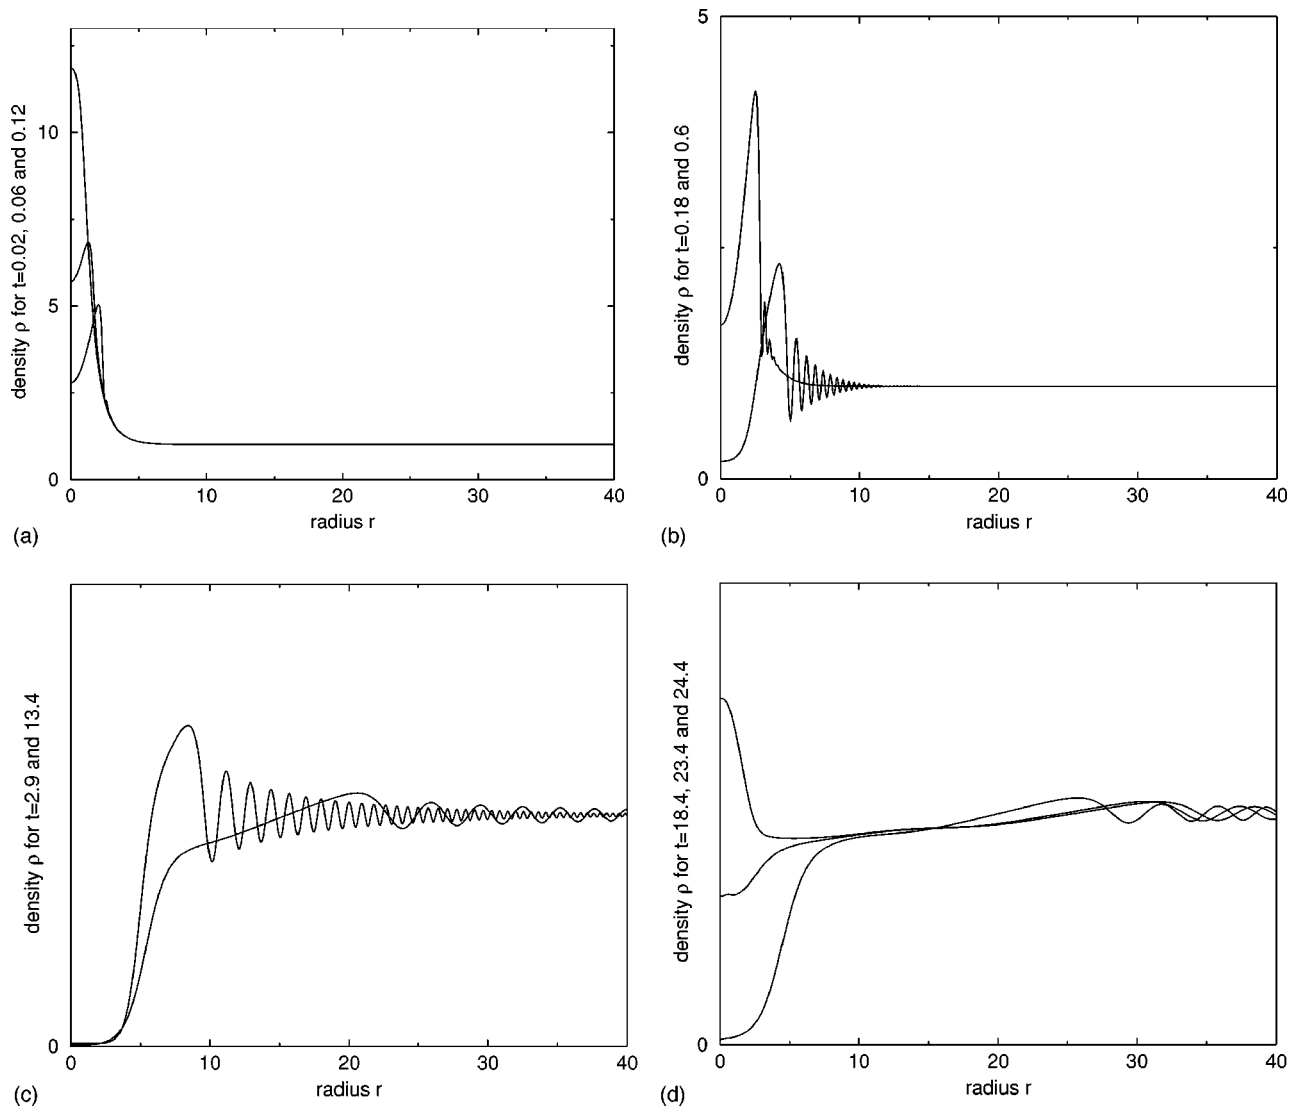 density ρ for t=0.02, 0.06 and 0.12
10
5
0
0 10 20 30 40
radius r
(a)
density ρ for t=0.18 and 0.6
5
0
0 10 20 30 40
radius r
(b)
density ρ for t=2.9 and 13.4
0
0 10 20 30 40
radius r
(c)
density ρ for t=18.4, 23.4 and 24.4
0
0 10 20 30 40
radius r
(d)